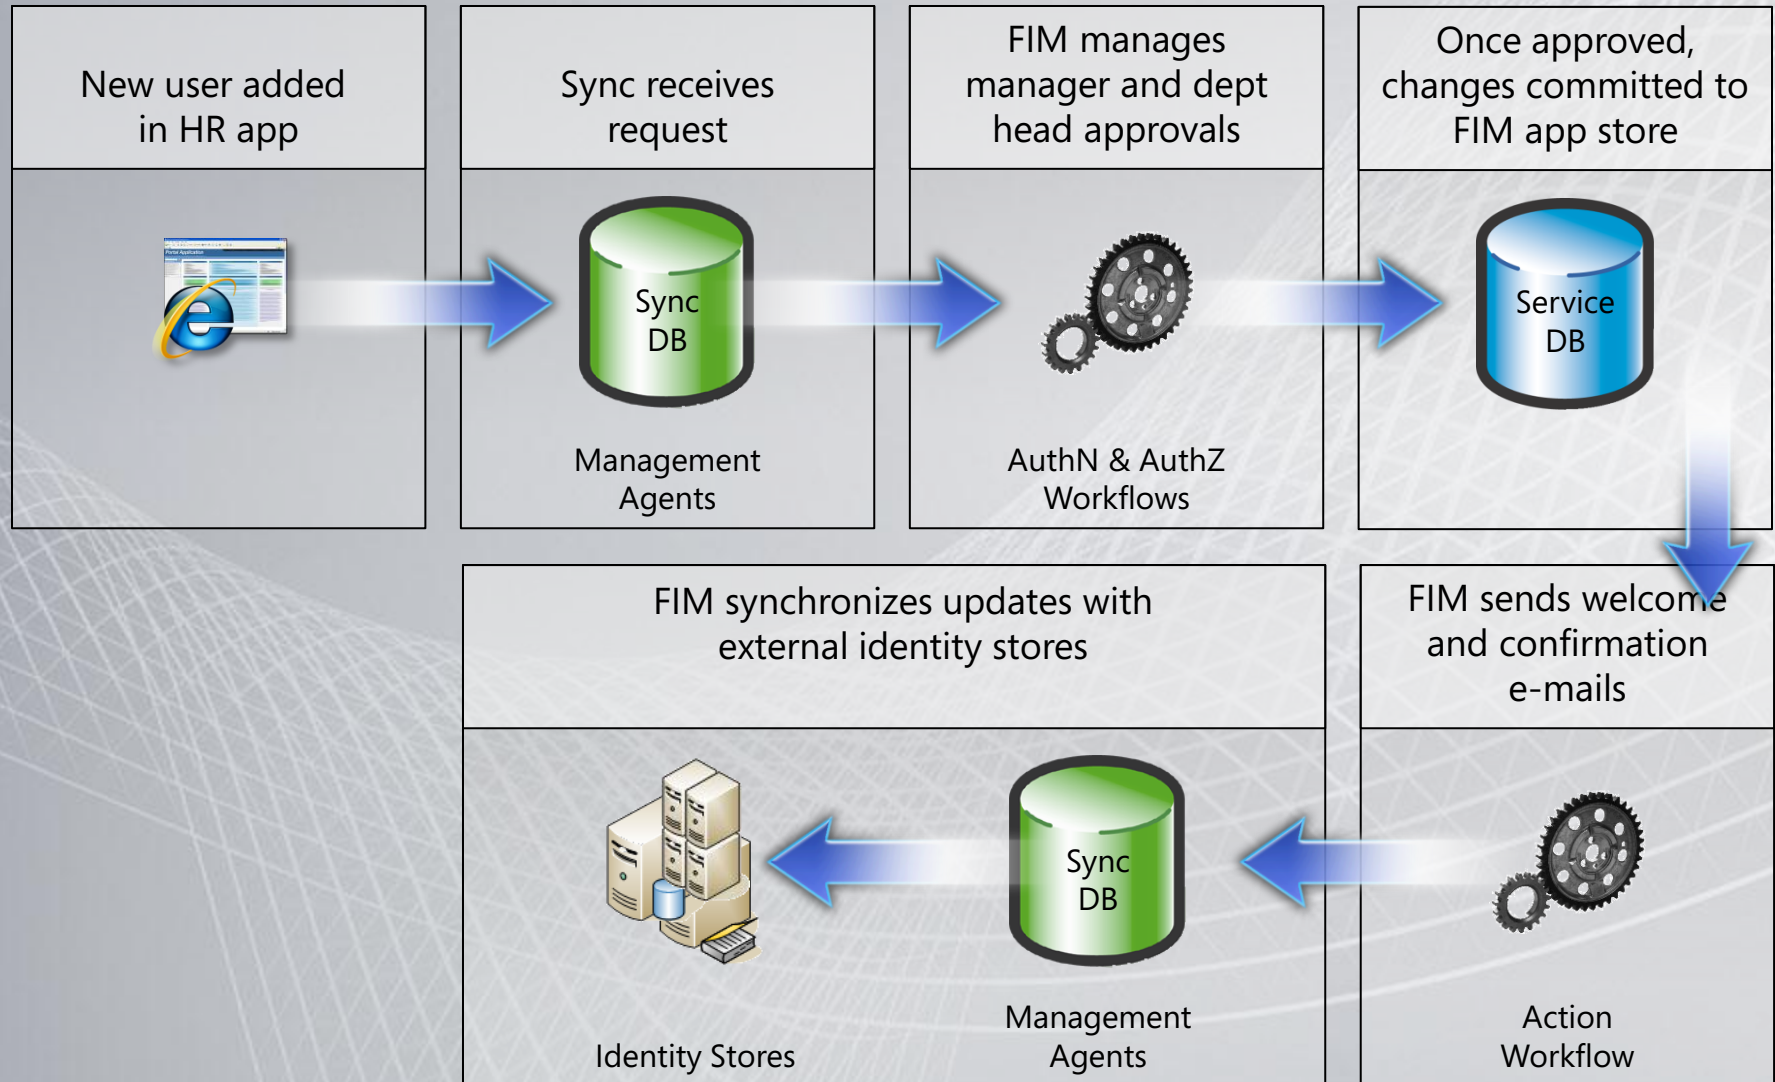 New user added
in HR app
Portal Application
Sync
DB
Sync receives
request
Management
Agents
FIM manages
manager and dept
head approvals
AuthN & AuthZ
Workflows
Once approved,
changes committed to
FIM app store
Service
DB
FIM sends welcome
and confirmation
e-mails
Action
Workflow
FIM synchronizes updates with
external identity stores
Sync
DB
Management
Agents
Identity Stores